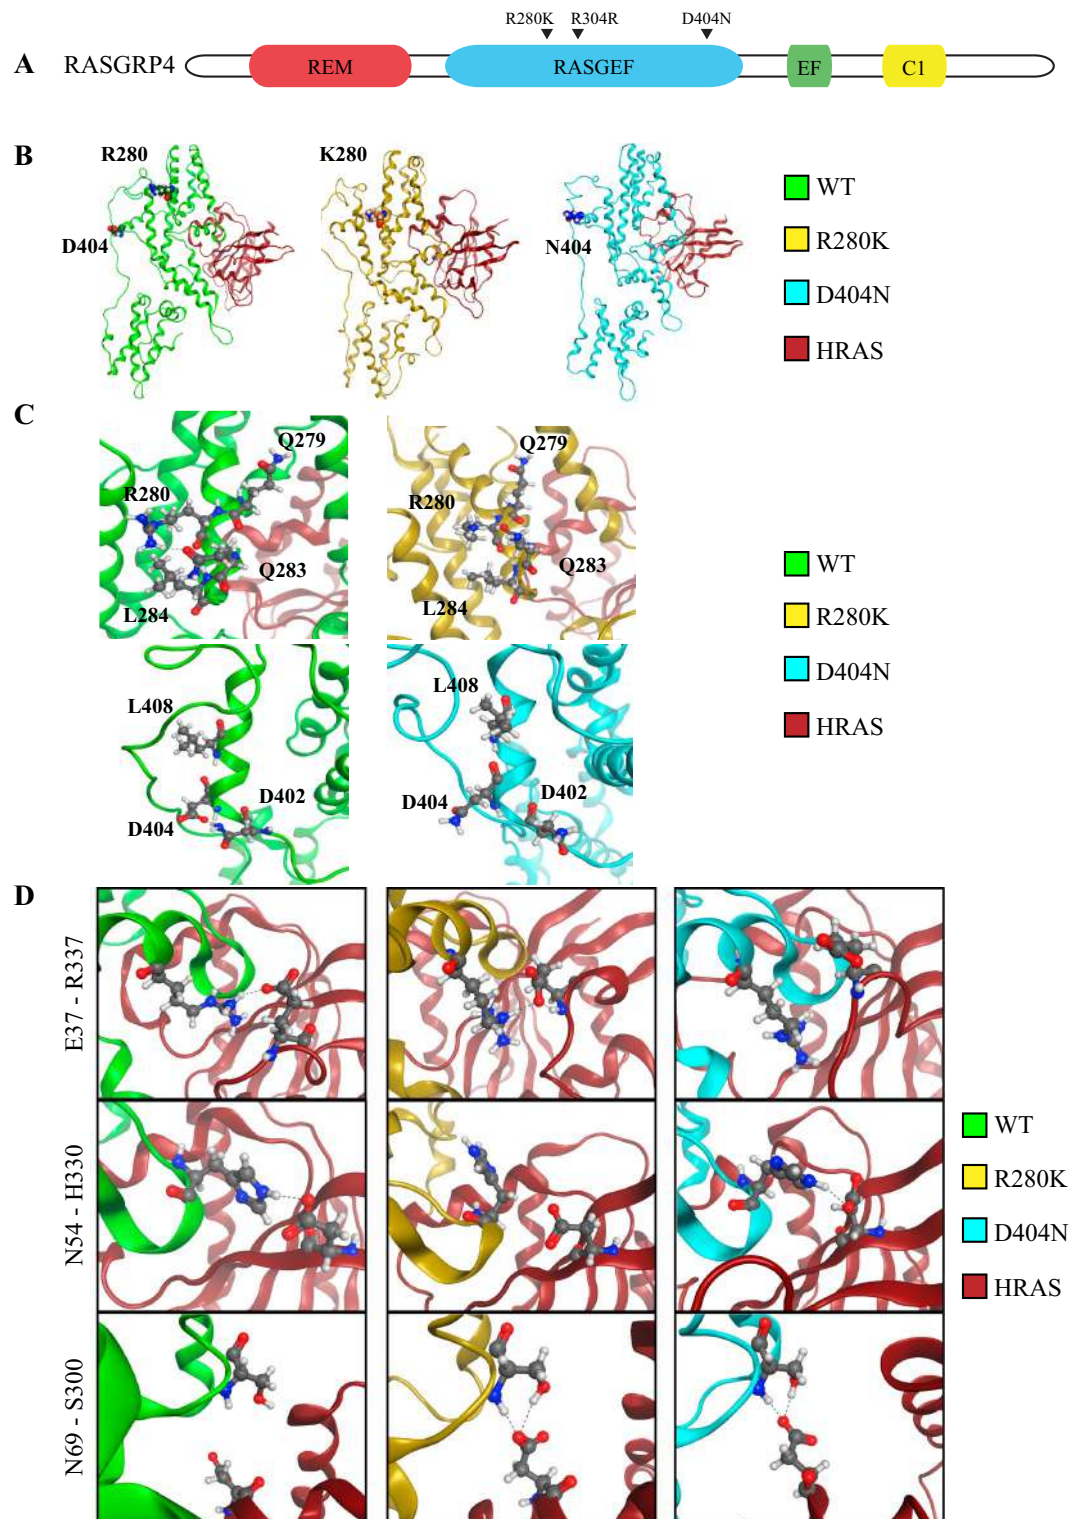 R280K R304R D404N
A RASGRP4 REM RASGEF EF C1
B
R280 K280
D404 N404
WT
R280K
D404N
HRAS
C
Q279 Q279
R280 R280
Q283 Q283
L284 L284
WT
R280K
D404N
HRAS
L408 L408
D402 D402
D404 D404
D
E37 - R337
N54 - H330
N69 - S300
WT
R280K
D404N
HRAS